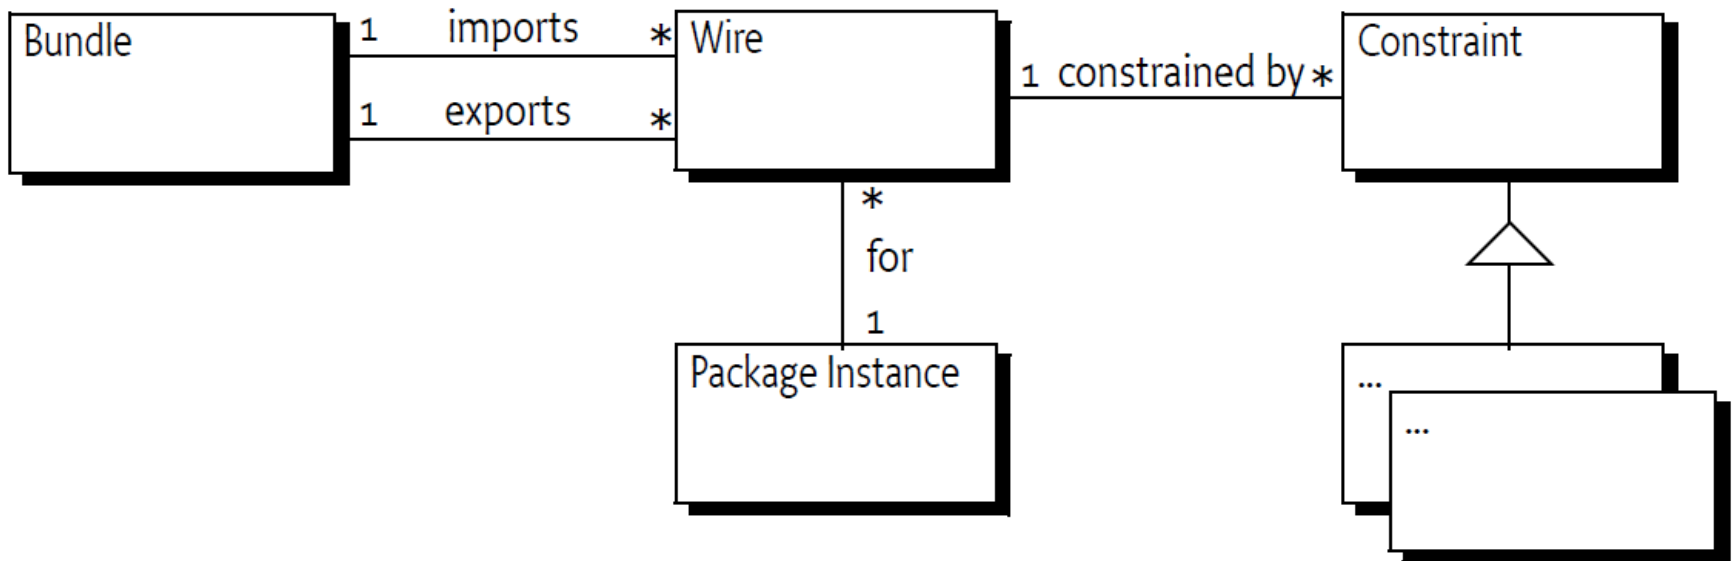 Bundle
1 imports *
1 exports *
Wire
1 constrained by *
Constraint
*
for
1
Package Instance
...
...